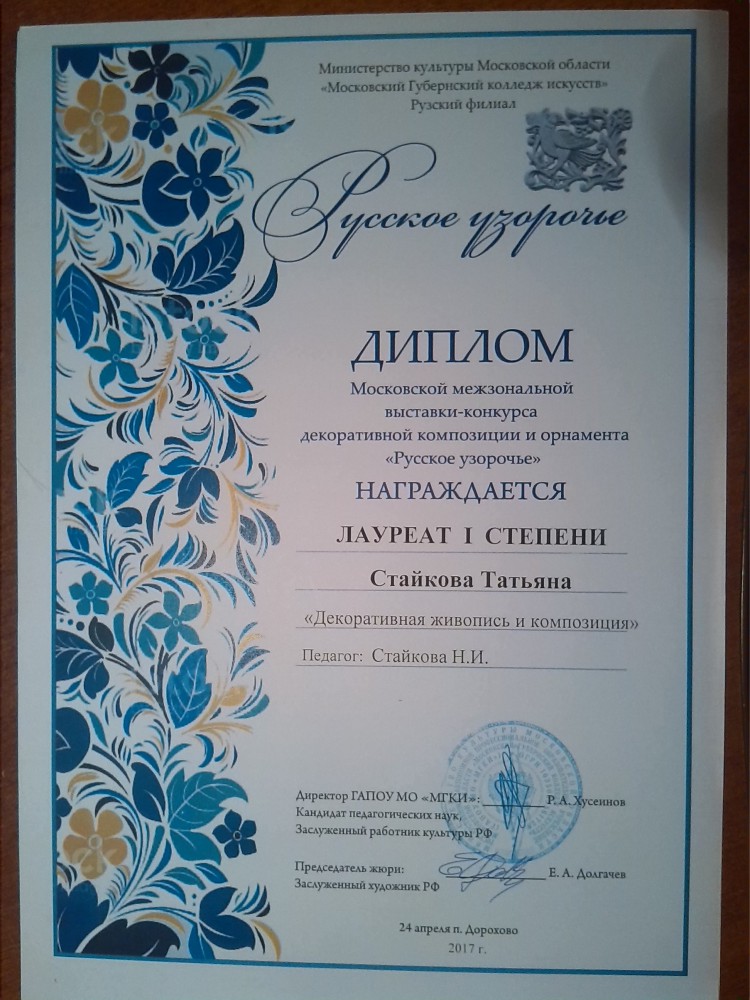 Министерство культуры Московской области
«Московский Губернский колледж искусств»
Рузский филиал
Русское узорочье
ДИПЛОМ
Московской межзональной
выставки-конкурса
декоративной композиции и орнамента
«Русское узорочье»
НАГРАЖДАЕТСЯ
ЛАУРЕАТ I СТЕПЕНИ
Стайкова Татьяна
«Декоративная живопись и композиция»
Педагог: Стайкова Н.И.
Директор ГАПОУ МО «МГКИ»: Р. А. Хусеинов
Кандидат педагогических наук,
Заслуженный работник культуры РФ
Председатель жюри: Е. А. Долгачев
Заслуженный художник РФ
24 апреля п. Дорохово
2017 г.